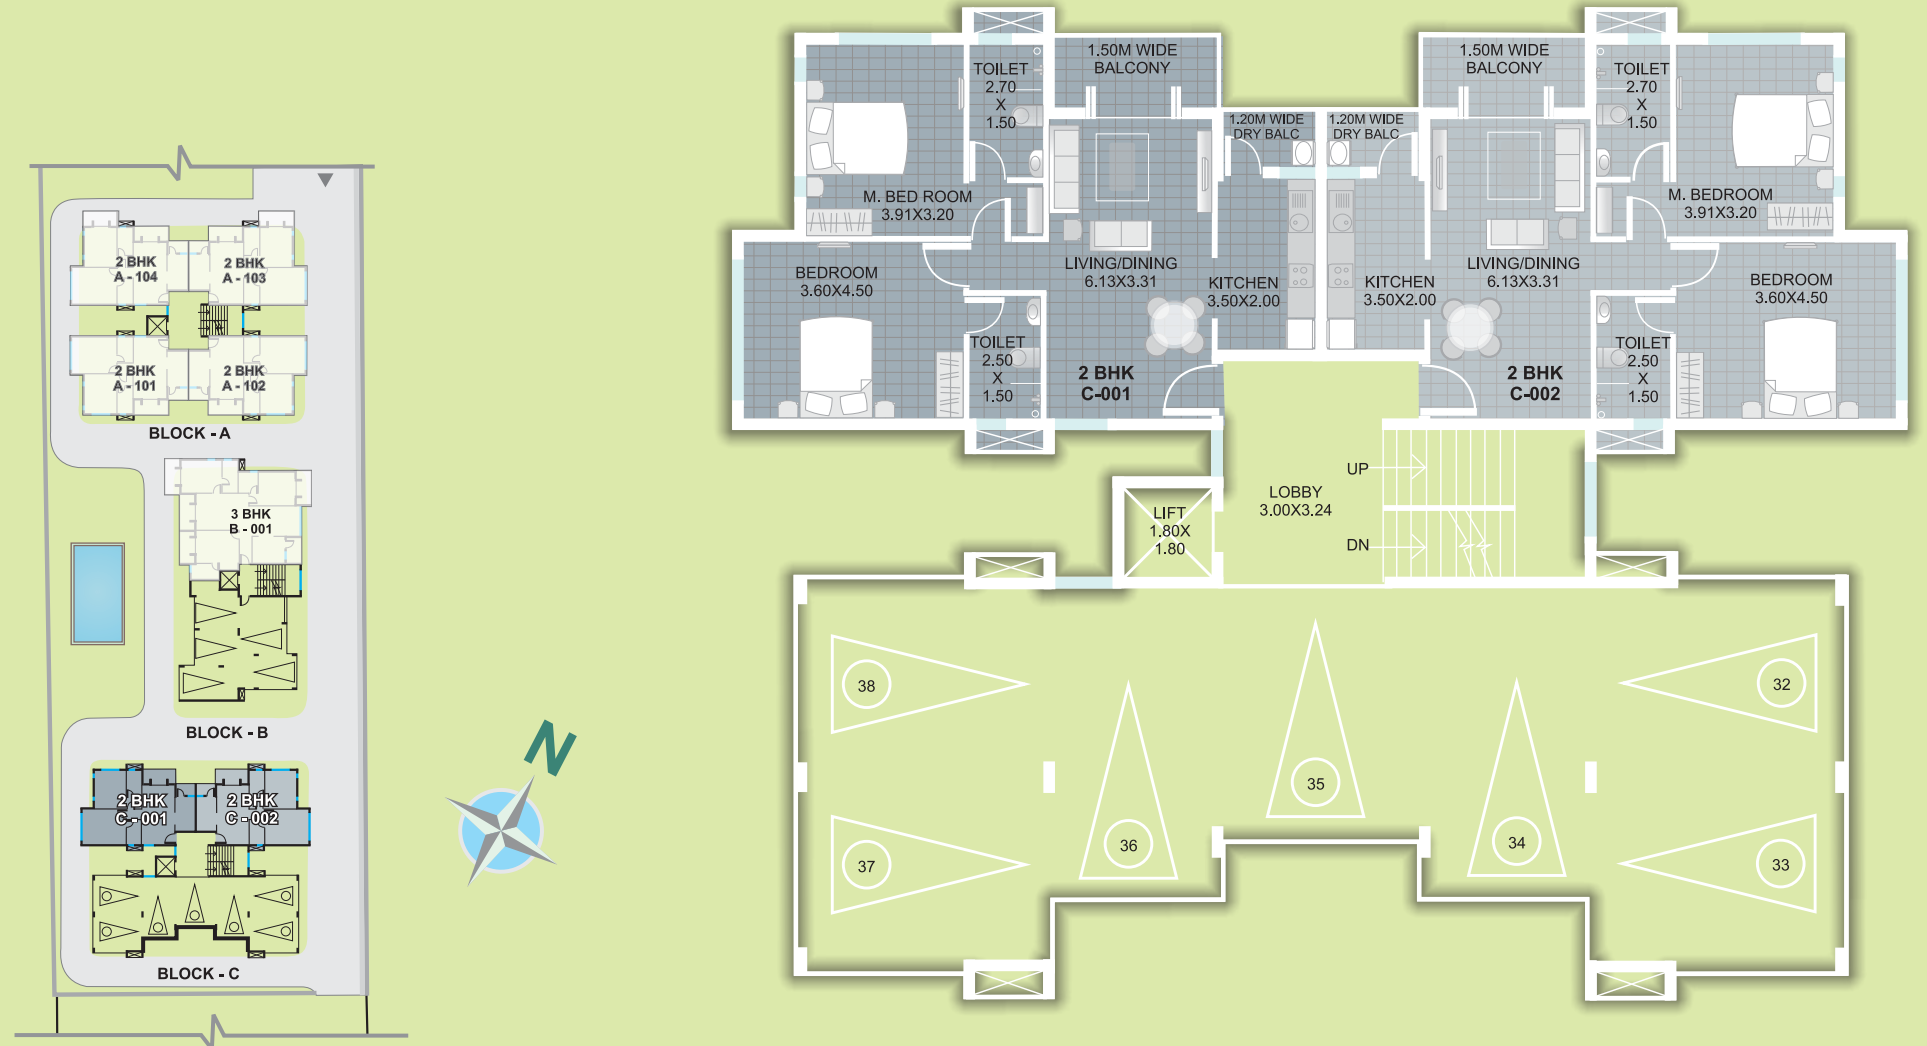 2 BHK
A - 104
2 BHK
A - 103
2 BHK
A - 101
2 BHK
A - 102
BLOCK - A
3 BHK
B - 001
BLOCK - B
2 BHK
C - 001
2 BHK
C - 002
BLOCK - C
N
1.50M WIDE
BALCONY
TOILET
2.70
X
1.50
1.20M WIDE
DRY BALC
M. BED ROOM
3.91X3.20
BEDROOM
3.60X4.50
LIVING/DINING
6.13X3.31
KITCHEN
3.50X2.00
TOILET
2.50
X
1.50
2 BHK
C-001
1.50M WIDE
BALCONY
TOILET
2.70
X
1.50
1.20M WIDE
DRY BALC
M. BEDROOM
3.91X3.20
LIVING/DINING
6.13X3.31
KITCHEN
3.50X2.00
BEDROOM
3.60X4.50
TOILET
2.50
X
1.50
2 BHK
C-002
UP
LOBBY
3.00X3.24
LIFT
1.80X
1.80
DN
38
32
35
36
34
37
33